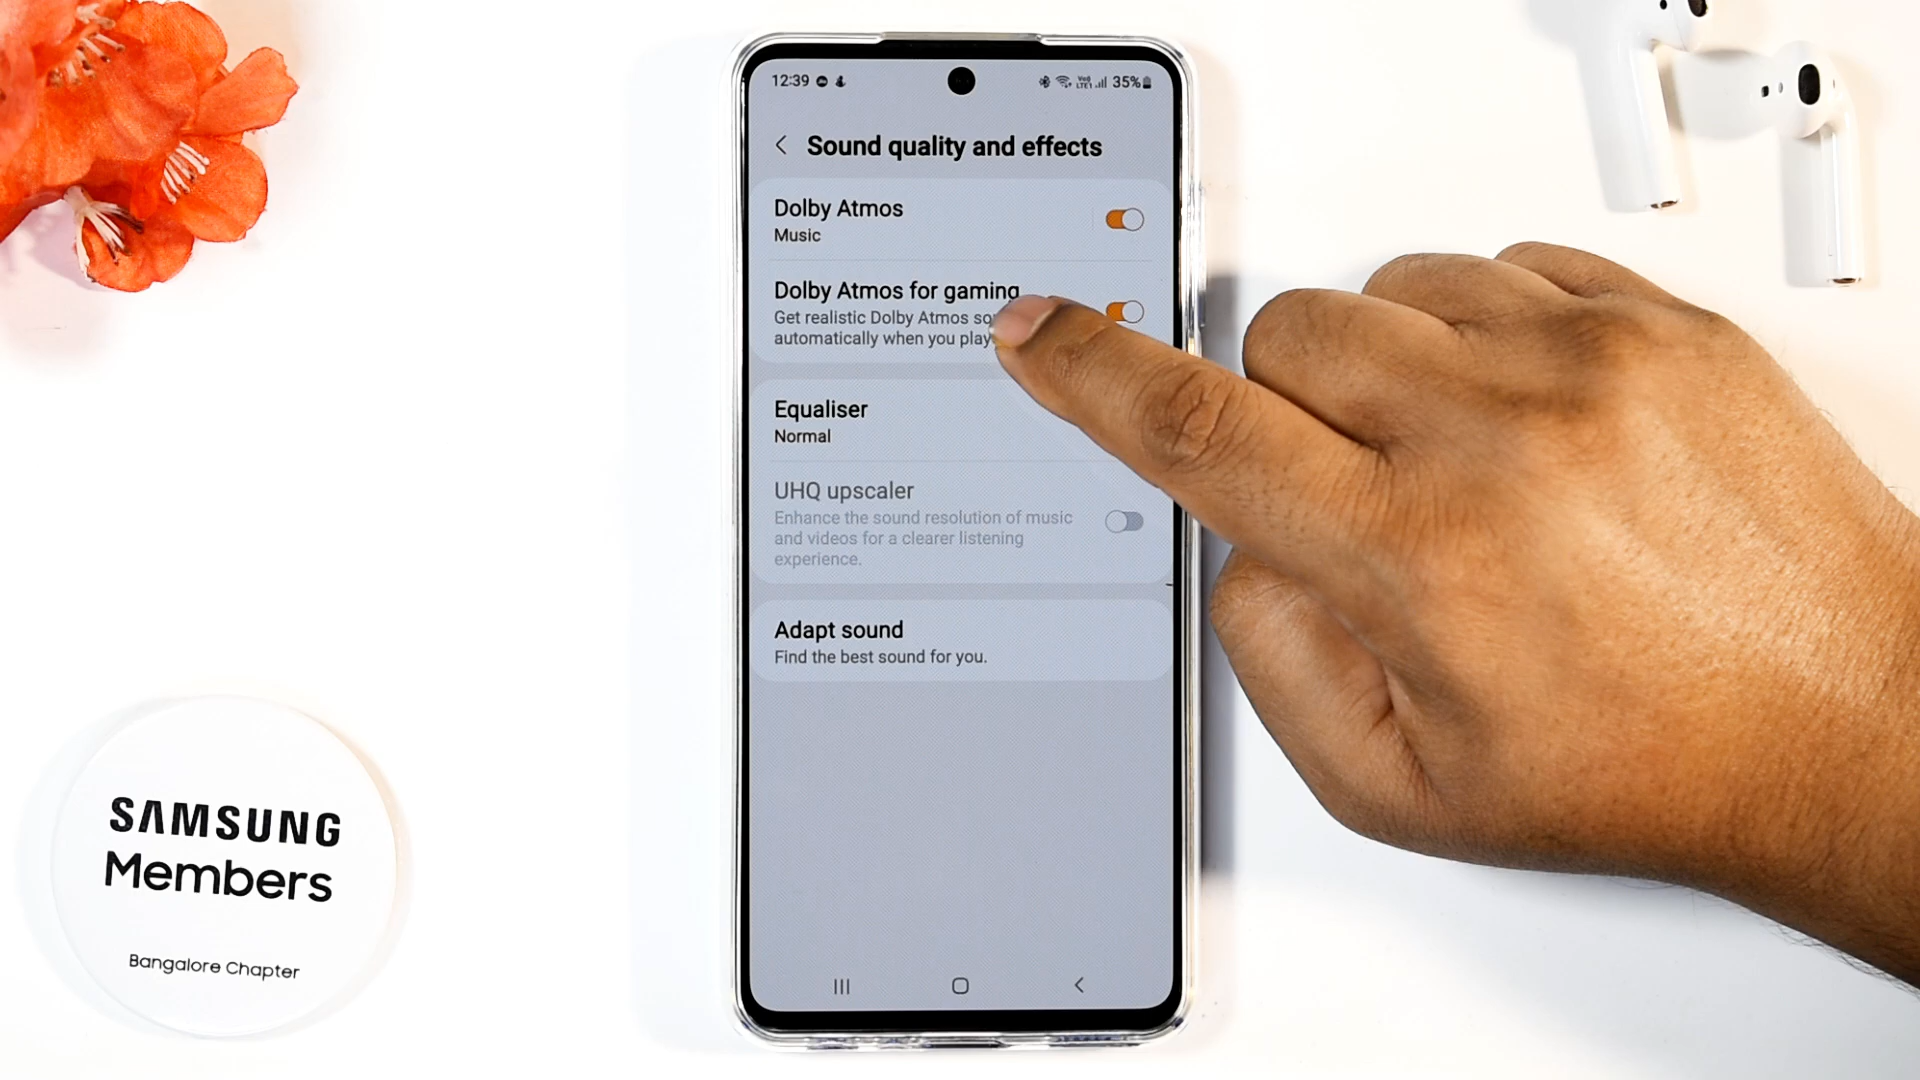 12:39
Vo)) LTE1 35%
Sound quality and effects
Dolby Atmos
Music
Dolby Atmos for gaming
Get realistic Dolby Atmos
automatically when you play
Equaliser
Normal
UHQ upscaler
Enhance the sound resolution of music
and videos for a clearer listening
experience.
Adapt sound
Find the best sound for you.
SAMSUNG
Members
Bangalore Chapter